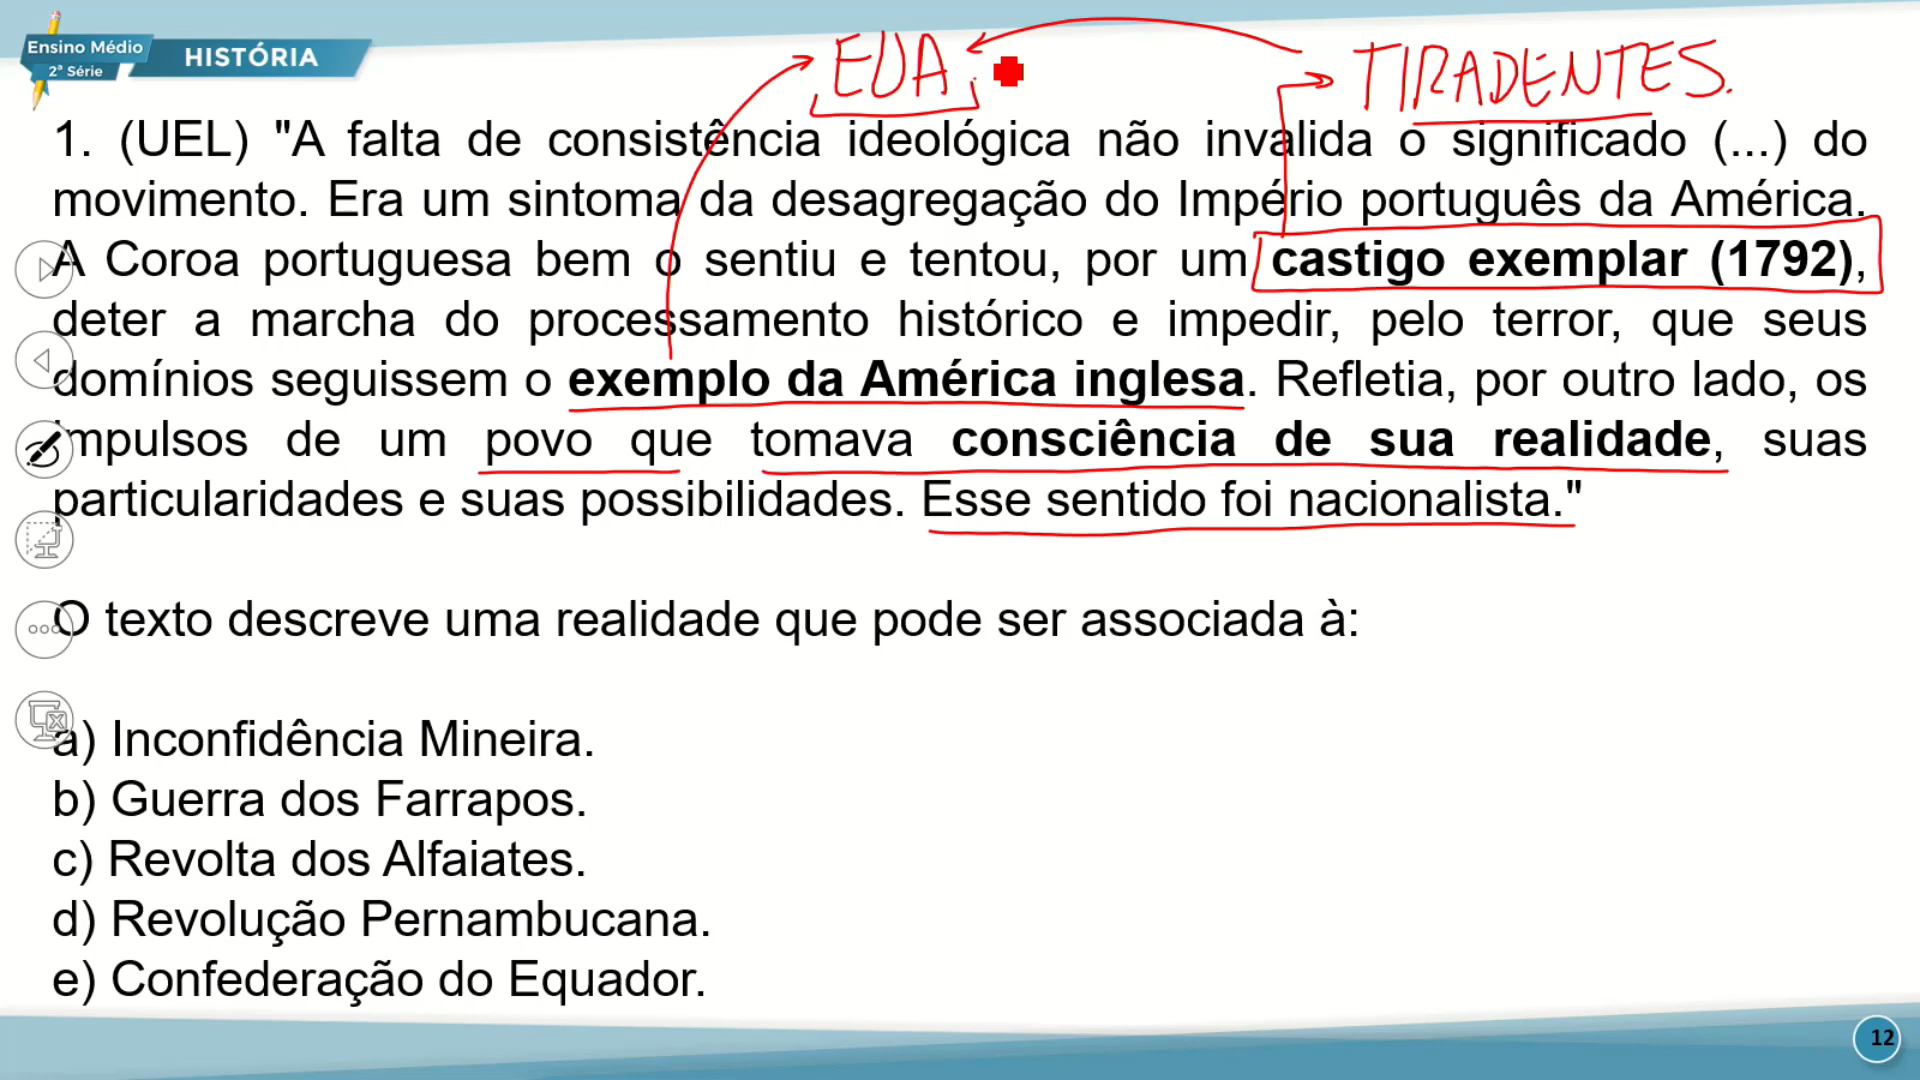 Ensino Médio
2ª Série
HISTÓRIA
EUA
TIRADENTES.
1. (UEL) "A falta de consistência ideológica não invalida o significado (...) do
movimento. Era um sintoma da desagregação do Império português da América.
A Coroa portuguesa bem o sentiu e tentou, por um castigo exemplar (1792),
deter a marcha do processamento histórico e impedir, pelo terror, que seus
domínios seguissem o exemplo da América inglesa. Refletia, por outro lado, os
impulsos de um povo que tomava consciência de sua realidade, suas
particularidades e suas possibilidades. Esse sentido foi nacionalista."
O texto descreve uma realidade que pode ser associada à:
a) Inconfidência Mineira.
b) Guerra dos Farrapos.
c) Revolta dos Alfaiates.
d) Revolução Pernambucana.
e) Confederação do Equador.
12